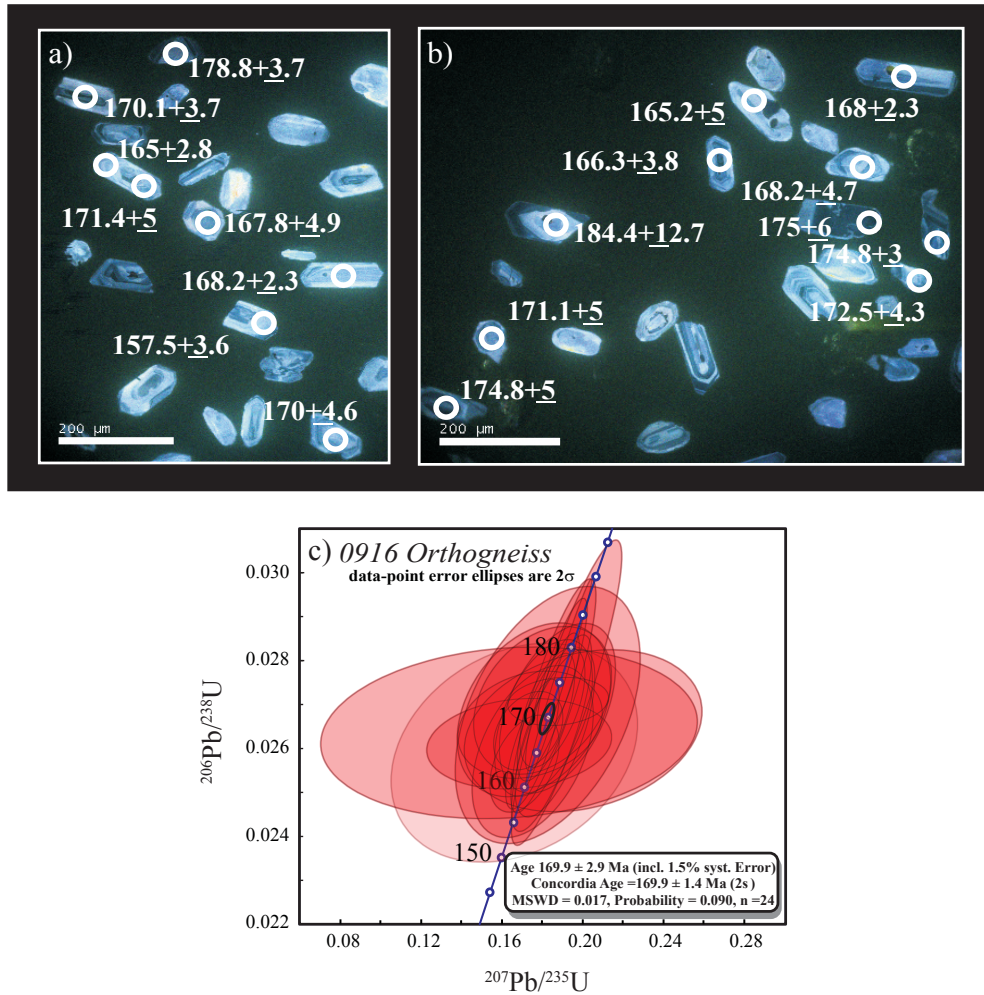 a)
178.8+3.7
170.1+3.7
165+2.8
171.4+5
167.8+4.9
168.2+2.3
157.5+3.6
170+4.6
200 µm
b)
165.2+5
168+2.3
166.3+3.8
168.2+4.7
175+6
184.4+12.7
174.8+3
172.5+4.3
171.1+5
174.8+5
200 µm
c) 0916 Orthogneiss
data-point error ellipses are 2σ
0.030
0.028
0.026
0.024
0.022
180
170
160
150
206Pb/238U
Age 169.9 ± 2.9 Ma (incl. 1.5% syst. Error)
Concordia Age =169.9 ± 1.4 Ma (2s)
MSWD = 0.017, Probability = 0.090, n =24
0.08 0.12 0.16 0.20 0.24 0.28
207Pb/235U